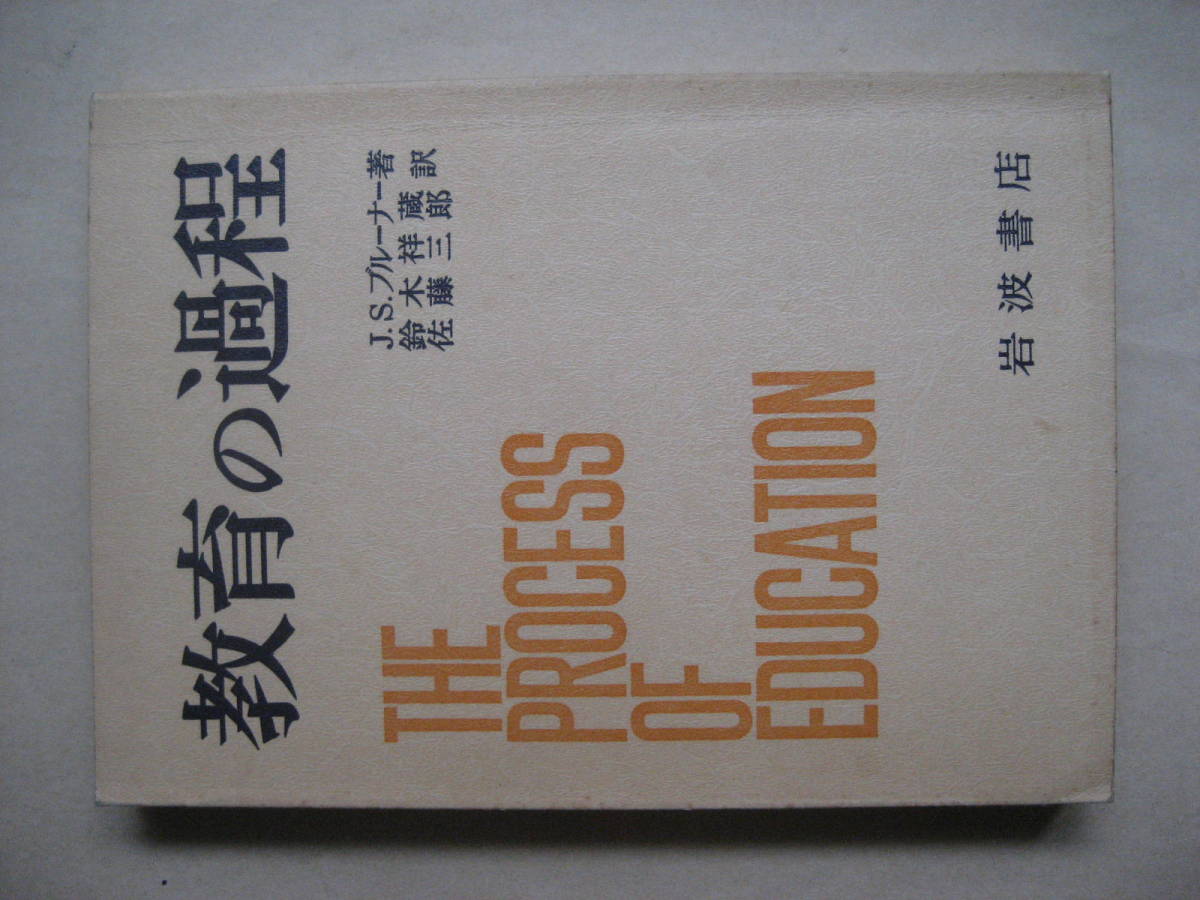 教育の過程
J.S.ブルーナー著
鈴木祥蔵
佐藤三郎
訳
THE
PROCESS
OF
EDUCATION
岩波書店